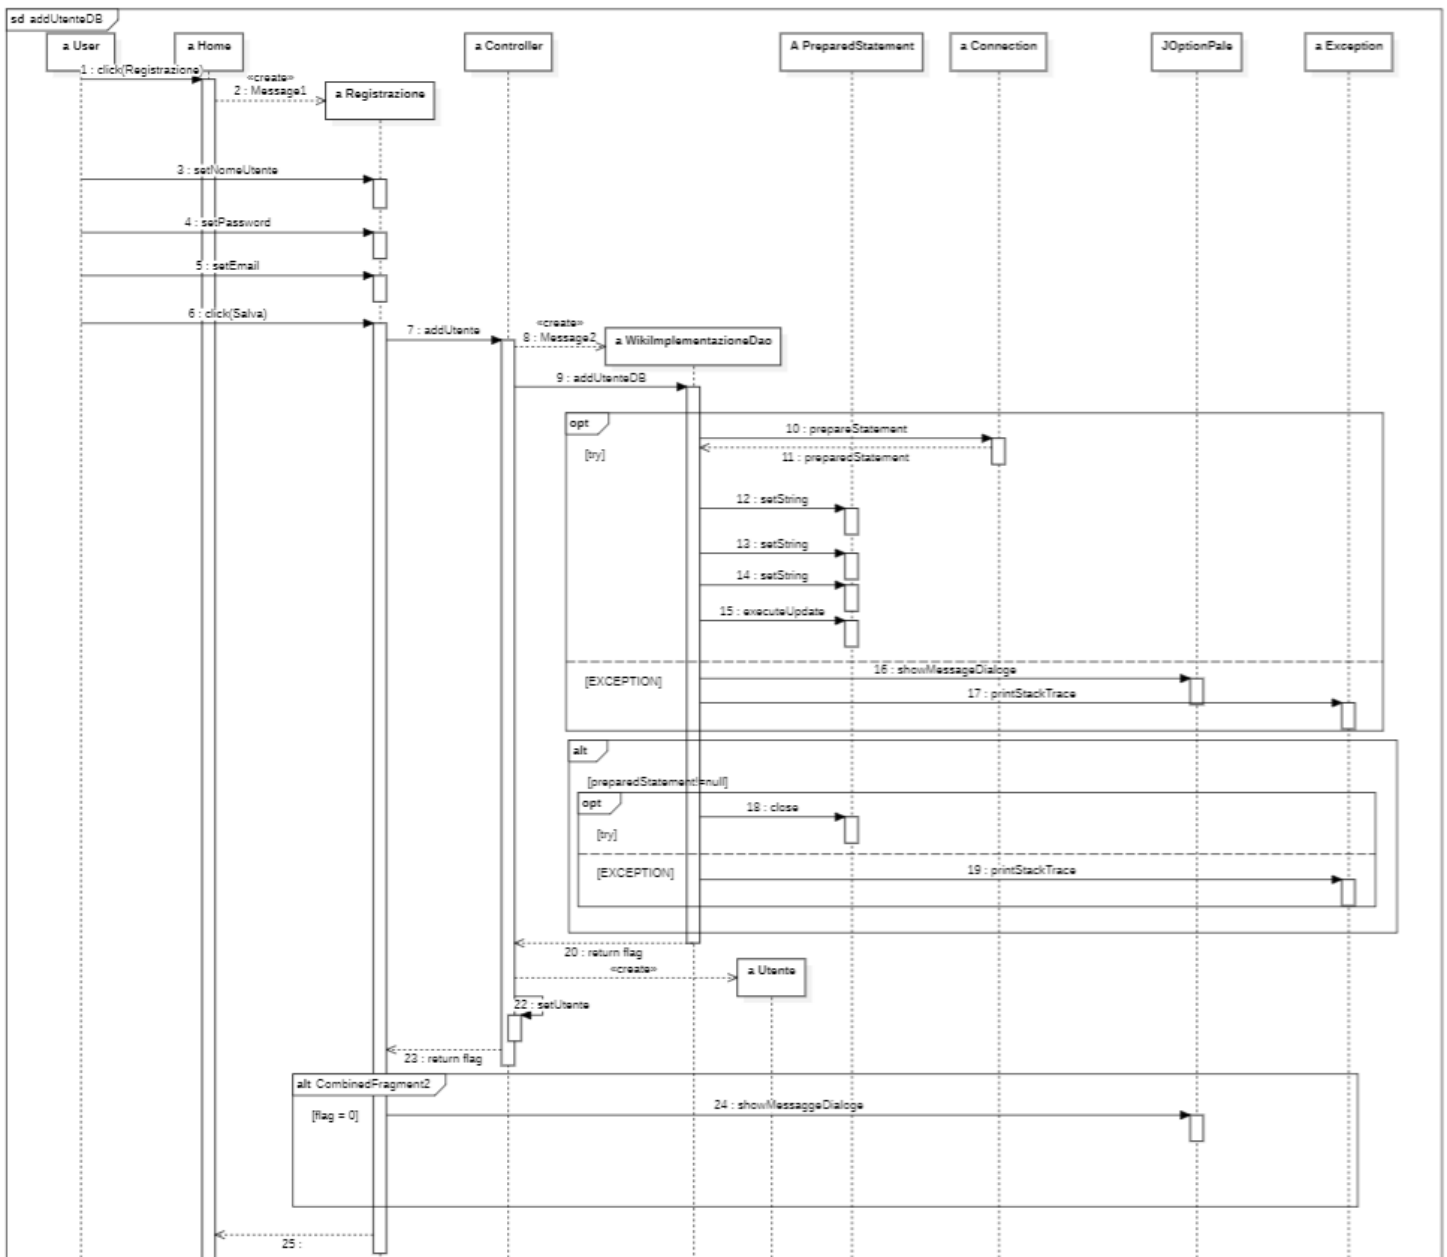 sd addUtenteDB
a User
a Home
a Controller
A PreparedStatement
a Connection
JOptionPale
a Exception
1 : click(Registrazione)
«create»
2 : Message1
a Registrazione
3 : setNomeUtente
4 : setPassword
5 : setEmail
6 : click(Salva)
7 : addUtente
«create»
8 : Message2
a WikiImplementazioneDao
9 : addUtenteDB
opt
[try]
10 : prepareStatement
11 : preparedStatement
12 : setString
13 : setString
14 : setString
15 : executeUpdate
[EXCEPTION]
16 : showMessageDialoge
17 : printStackTrace
alt
[preparedStatement!=null]
opt
[try]
18 : close
[EXCEPTION]
19 : printStackTrace
20 : return flag
«create»
a Utente
22 : setUtente
23 : return flag
alt CombinedFragment2
[flag = 0]
24 : showMessaggeDialoge
25 :